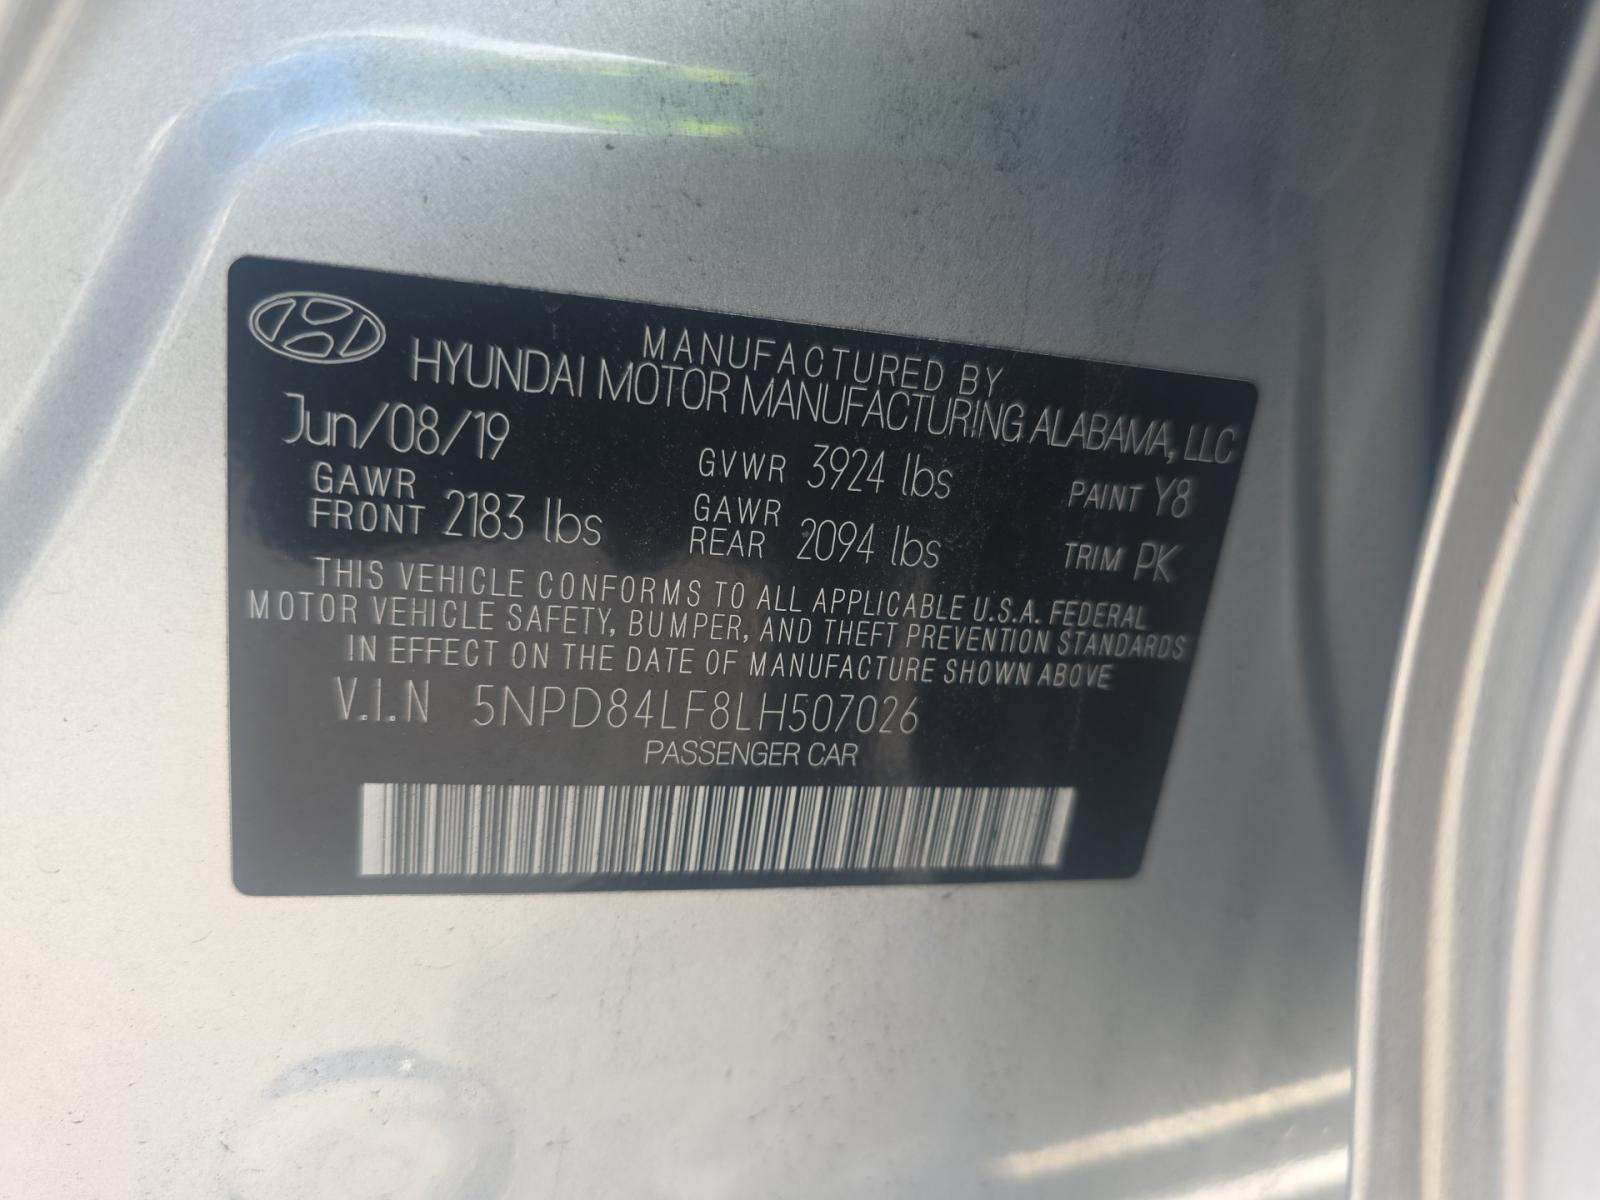 MANUFACTURED BY
HYUNDAI MOTOR MANUFACTURING ALABAMA, LLC
Jun/08/19 GVWR 3924 lbs PAINT Y8
GAWR FRONT 2183 lbs GAWR REAR 2094 lbs TRIM PK
THIS VEHICLE CONFORMS TO ALL APPLICABLE U.S.A. FEDERAL
MOTOR VEHICLE SAFETY, BUMPER, AND THEFT PREVENTION STANDARDS
IN EFFECT ON THE DATE OF MANUFACTURE SHOWN ABOVE
V.I.N 5NPD84LF8LH507026
PASSENGER CAR